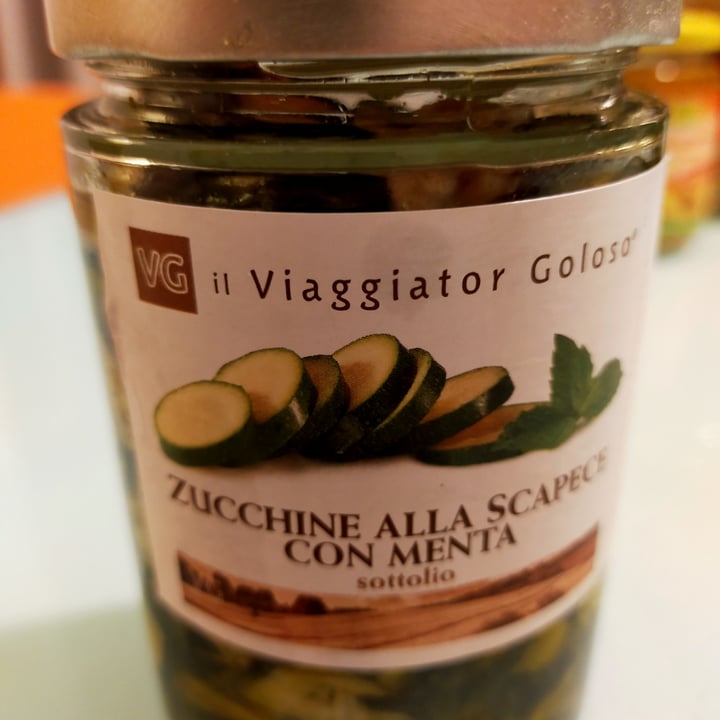 VG il Viaggiator Goloso®
ZUCCHINE ALLA SCAPECE
CON MENTA
sottolio